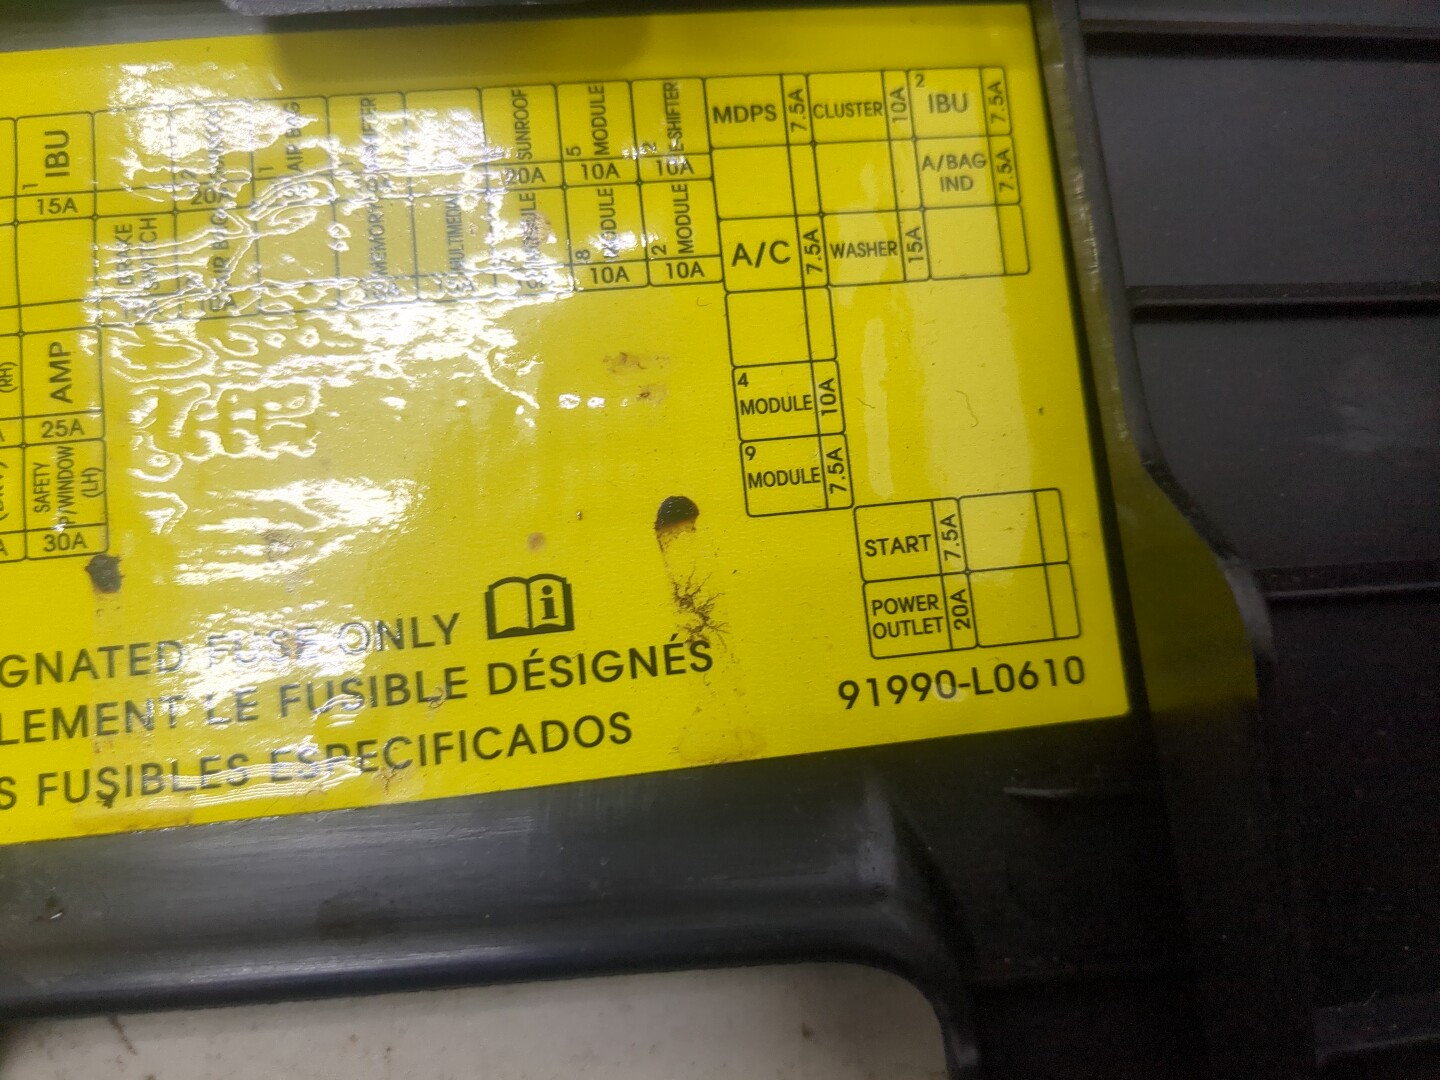 1 IBU
15A
20A
1 AIR BAG
SUNROOF
20A
5 MODULE
10A
2 E-SHIFTER
10A
MDPS 7.5A
CLUSTER 10A
2 IBU 7.5A
A/BAG IND 7.5A
BRAKE SWITCH
MULTIMEDIA
8 MODULE
10A
2 MODULE
10A
A/C 7.5A
WASHER 15A
(RH)
AMP
25A
4 MODULE 10A
9 MODULE 7.5A
SAFETY P/WINDOW (LH)
30A
START 7.5A
POWER OUTLET 20A
GNATED FUSE ONLY
LEMENT LE FUSIBLE DÉSIGNÉS
S FUSIBLES ESPECIFICADOS
91990-L0610